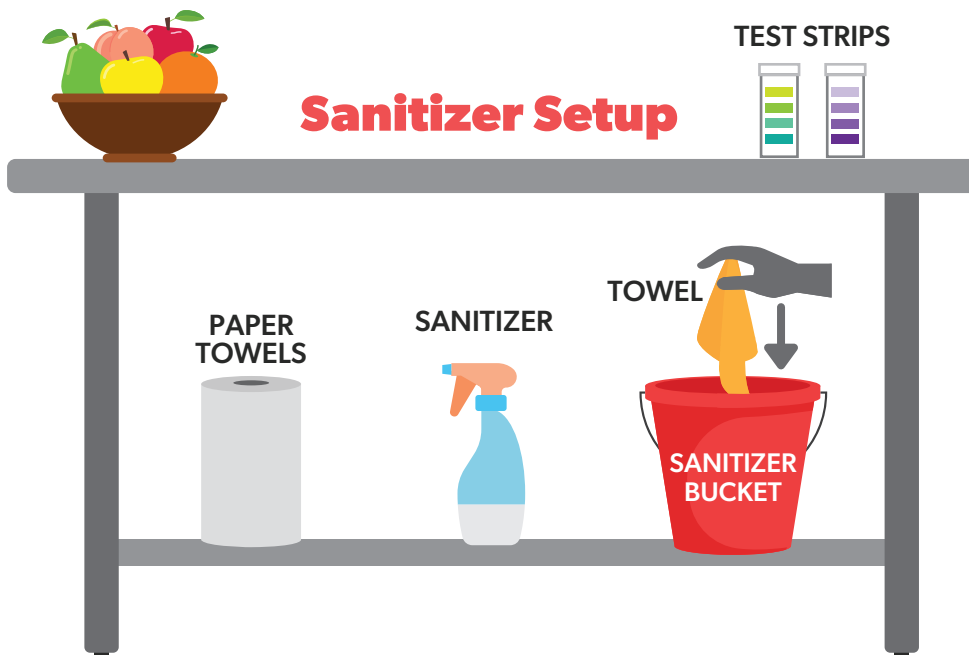 TEST STRIPS
Sanitizer Setup
TOWEL
PAPER
TOWELS
SANITIZER
SANITIZER
BUCKET